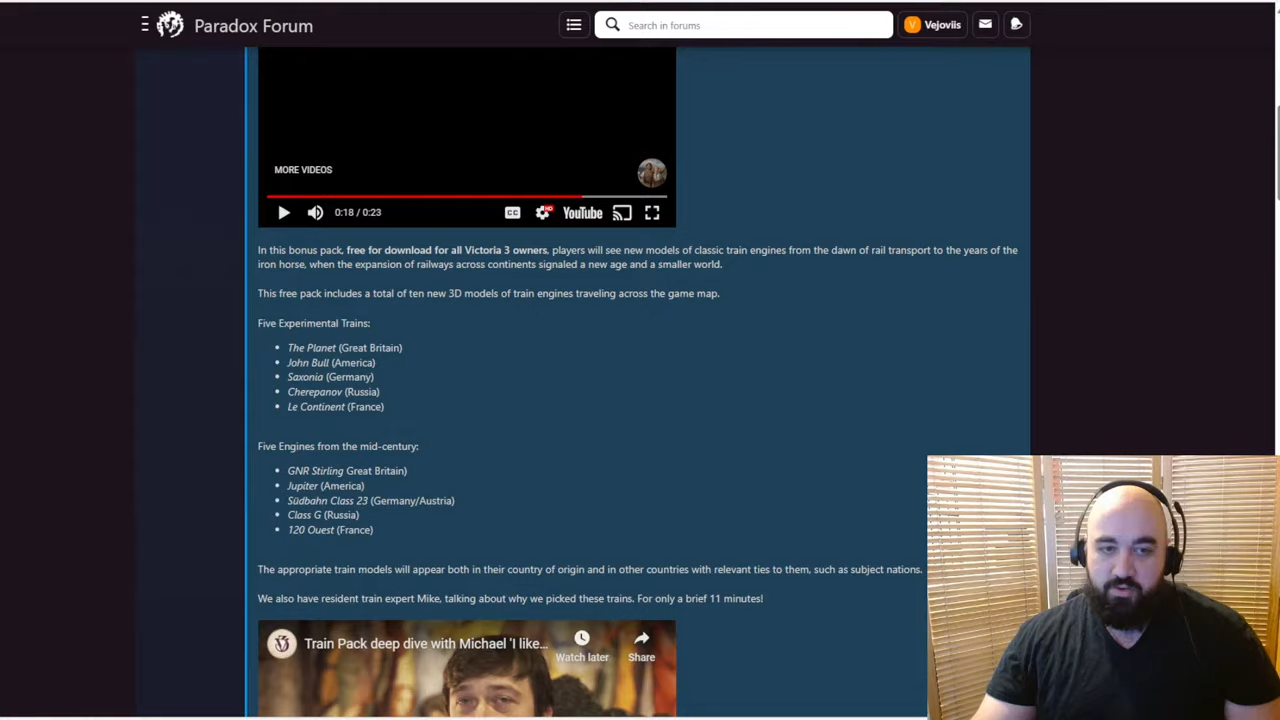 Paradox Forum
Search in forums
V
Vejoviis
MORE VIDEOS
0:18 / 0:23
CC
HD
YouTube
In this bonus pack, free for download for all Victoria 3 owners, players will see new models of classic train engines from the dawn of rail transport to the years of the
iron horse, when the expansion of railways across continents signaled a new age and a smaller world.
This free pack includes a total of ten new 3D models of train engines traveling across the game map.
Five Experimental Trains:
The Planet (Great Britain)
John Bull (America)
Saxonia (Germany)
Cherepanov (Russia)
Le Continent (France)
Five Engines from the mid-century:
GNR Stirling Great Britain)
Jupiter (America)
Südbahn Class 23 (Germany/Austria)
Class G (Russia)
120 Ouest (France)
The appropriate train models will appear both in their country of origin and in other countries with relevant ties to them, such as subject nations.
We also have resident train expert Mike, talking about why we picked these trains. For only a brief 11 minutes!
Train Pack deep dive with Michael 'I like...
Watch later
Share